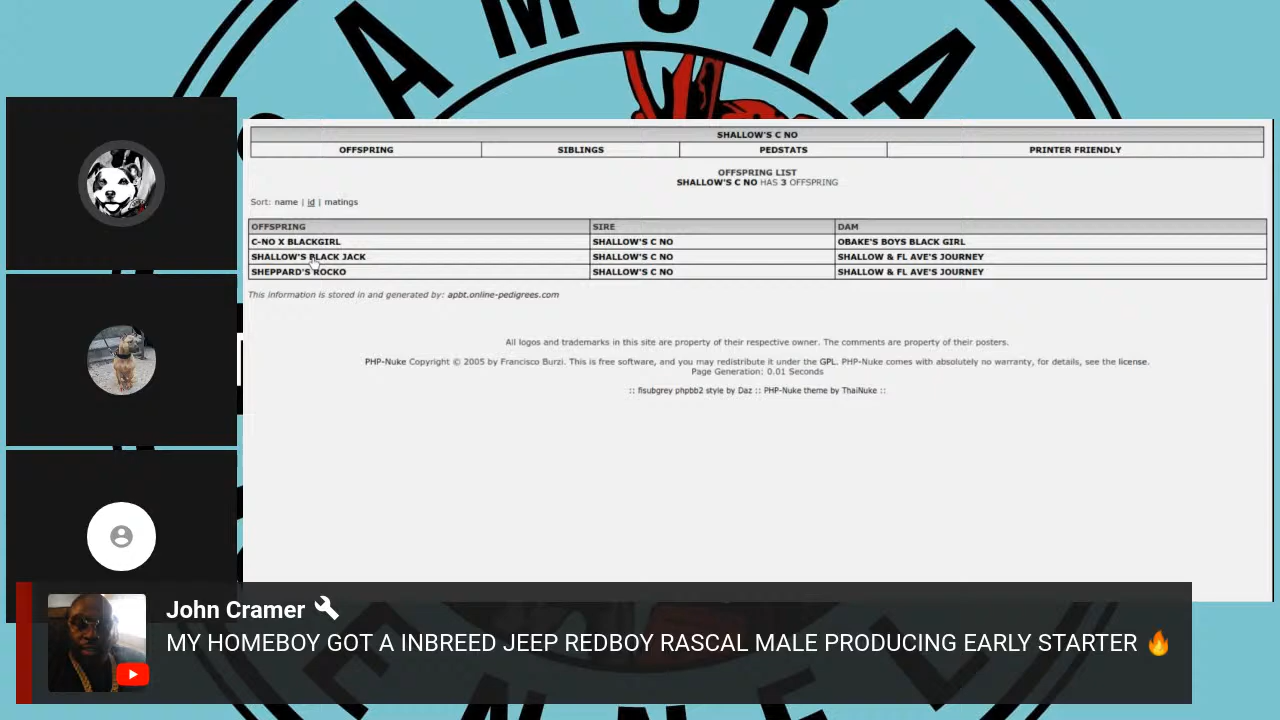 AMURA
SHALLOW'S C NO
OFFSPRING SIBLINGS PEDSTATS PRINTER FRIENDLY
OFFSPRING LIST
SHALLOW'S C NO HAS 3 OFFSPRING
Sort: name | id | matings
OFFSPRING SIRE DAM
C-NO X BLACKGIRL SHALLOW'S C NO OBAKE'S BOYS BLACK GIRL
SHALLOW'S BLACK JACK SHALLOW'S C NO SHALLOW & FL AVE'S JOURNEY
SHEPPARD'S ROCKO SHALLOW'S C NO SHALLOW & FL AVE'S JOURNEY
This information is stored in and generated by: apbt.online-pedigrees.com
All logos and trademarks in this site are property of their respective owner. The comments are property of their posters.
PHP-Nuke Copyright © 2005 by Francisco Burzi. This is free software, and you may redistribute it under the GPL. PHP-Nuke comes with absolutely no warranty, for details, see the license.
Page Generation: 0.01 Seconds
:: fisubgrey phpbb2 style by Daz :: PHP-Nuke theme by ThaiNuke ::
John Cramer
MY HOMEBOY GOT A INBREED JEEP REDBOY RASCAL MALE PRODUCING EARLY STARTER 🔥